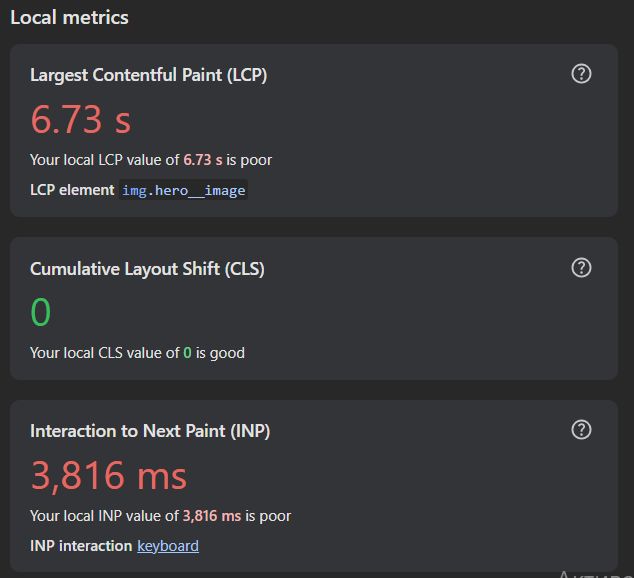 Local metrics
Largest Contentful Paint (LCP)
6.73 s
Your local LCP value of 6.73 s is poor
LCP element img.hero__image
Cumulative Layout Shift (CLS)
0
Your local CLS value of 0 is good
Interaction to Next Paint (INP)
3,816 ms
Your local INP value of 3,816 ms is poor
INP interaction keyboard